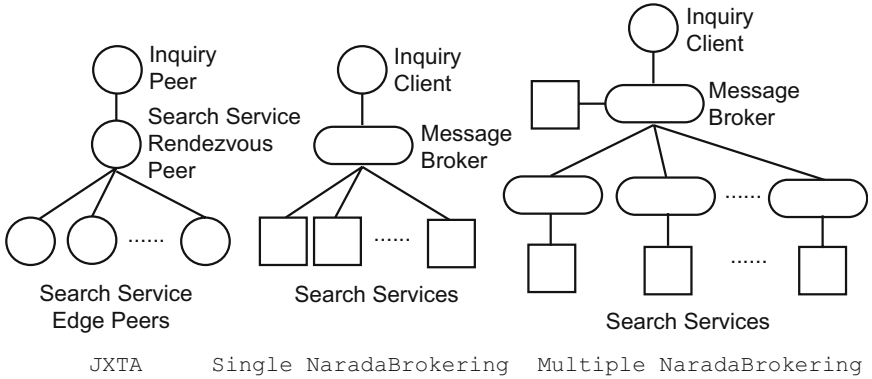 Inquiry
Peer
Search Service
Rendezvous
Peer
......
Search Service
Edge Peers
JXTA
Inquiry
Client
Message
Broker
......
Search Services
Single NaradaBrokering
Inquiry
Client
Message
Broker
......
......
Search Services
Multiple NaradaBrokering